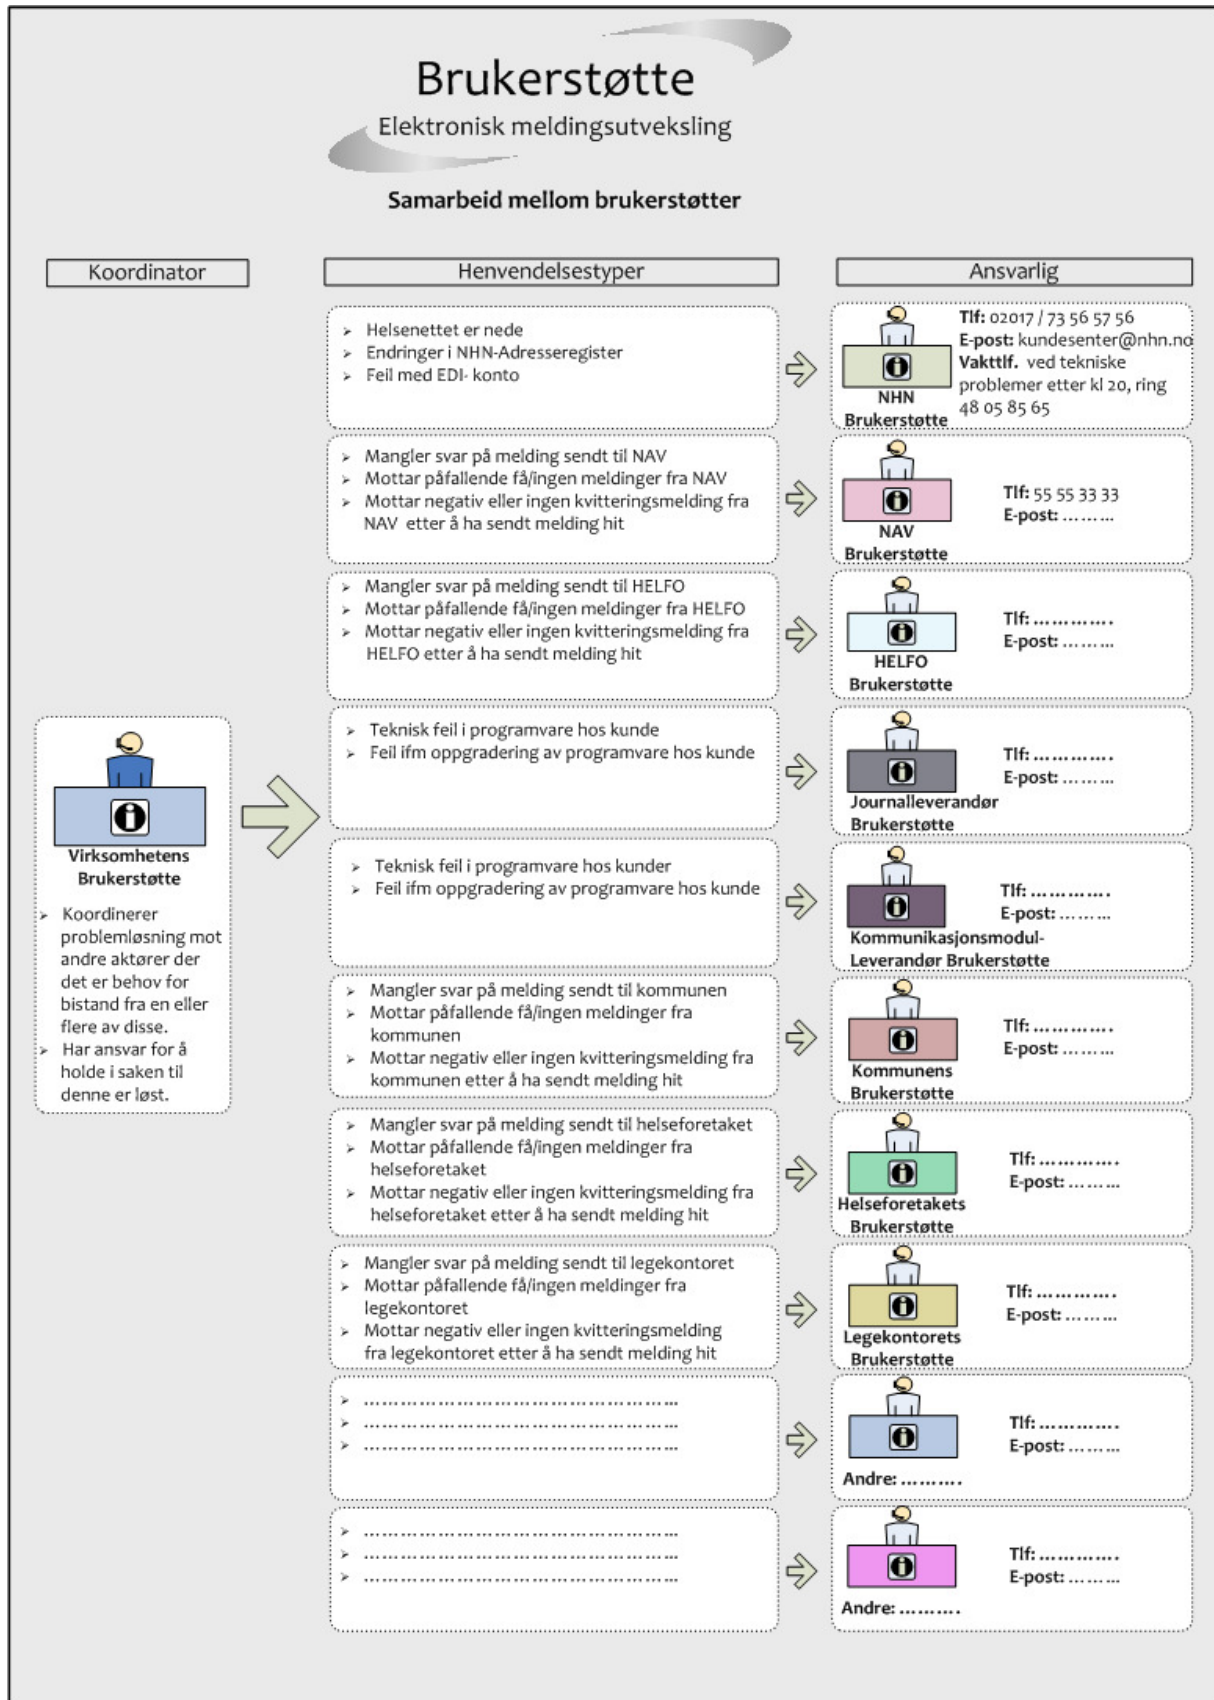 Brukerstøtte
Elektronisk meldingsutveksling
Samarbeid mellom brukerstøtter
Koordinator
Henvendelsestyper
Ansvarlig
Virksomhetens
Brukerstøtte
➢ Koordinerer
problemløsning mot
andre aktører der
det er behov for
bistand fra en eller
flere av disse.
➢ Har ansvar for å
holde i saken til
denne er løst.
➢ Helsenettet er nede
➢ Endringer i NHN-Adresseregister
➢ Feil med EDI- konto
NHN
Brukerstøtte
Tlf: 02017 / 73 56 57 56
E-post: kundesenter@nhn.no
Vakttlf. ved tekniske
problemer etter kl 20, ring
48 05 85 65
➢ Mangler svar på melding sendt til NAV
➢ Mottar påfallende få/ingen meldinger fra NAV
➢ Mottar negativ eller ingen kvitteringsmelding fra
NAV etter å ha sendt melding hit
NAV
Brukerstøtte
Tlf: 55 55 33 33
E-post: ………
➢ Mangler svar på melding sendt til HELFO
➢ Mottar påfallende få/ingen meldinger fra HELFO
➢ Mottar negativ eller ingen kvitteringsmelding fra
HELFO etter å ha sendt melding hit
HELFO
Brukerstøtte
Tlf: ………….
E-post: ………
➢ Teknisk feil i programvare hos kunde
➢ Feil ifm oppgradering av programvare hos kunde
Journalleverandør
Brukerstøtte
Tlf: ………….
E-post: ………
➢ Teknisk feil i programvare hos kunder
➢ Feil ifm oppgradering av programvare hos kunde
Kommunikasjonsmodul-
Leverandør Brukerstøtte
Tlf: ………….
E-post: ………
➢ Mangler svar på melding sendt til kommunen
➢ Mottar påfallende få/ingen meldinger fra
kommunen
➢ Mottar negativ eller ingen kvitteringsmelding fra
kommunen etter å ha sendt melding hit
Kommunens
Brukerstøtte
Tlf: ………….
E-post: ………
➢ Mangler svar på melding sendt til helseforetaket
➢ Mottar påfallende få/ingen meldinger fra
helseforetaket
➢ Mottar negativ eller ingen kvitteringsmelding fra
helseforetaket etter å ha sendt melding hit
Helseforetakets
Brukerstøtte
Tlf: ………….
E-post: ………
➢ Mangler svar på melding sendt til legekontoret
➢ Mottar påfallende få/ingen meldinger fra
legekontoret
➢ Mottar negativ eller ingen kvitteringsmelding
fra legekontoret etter å ha sendt melding hit
Legekontorets
Brukerstøtte
Tlf: ………….
E-post: ………
➢ ………………………………………………
➢ ………………………………………………
➢ ………………………………………………
Andre: ……….
Tlf: ………….
E-post: ………
➢ ………………………………………………
➢ ………………………………………………
➢ ………………………………………………
Andre: ……….
Tlf: ………….
E-post: ………